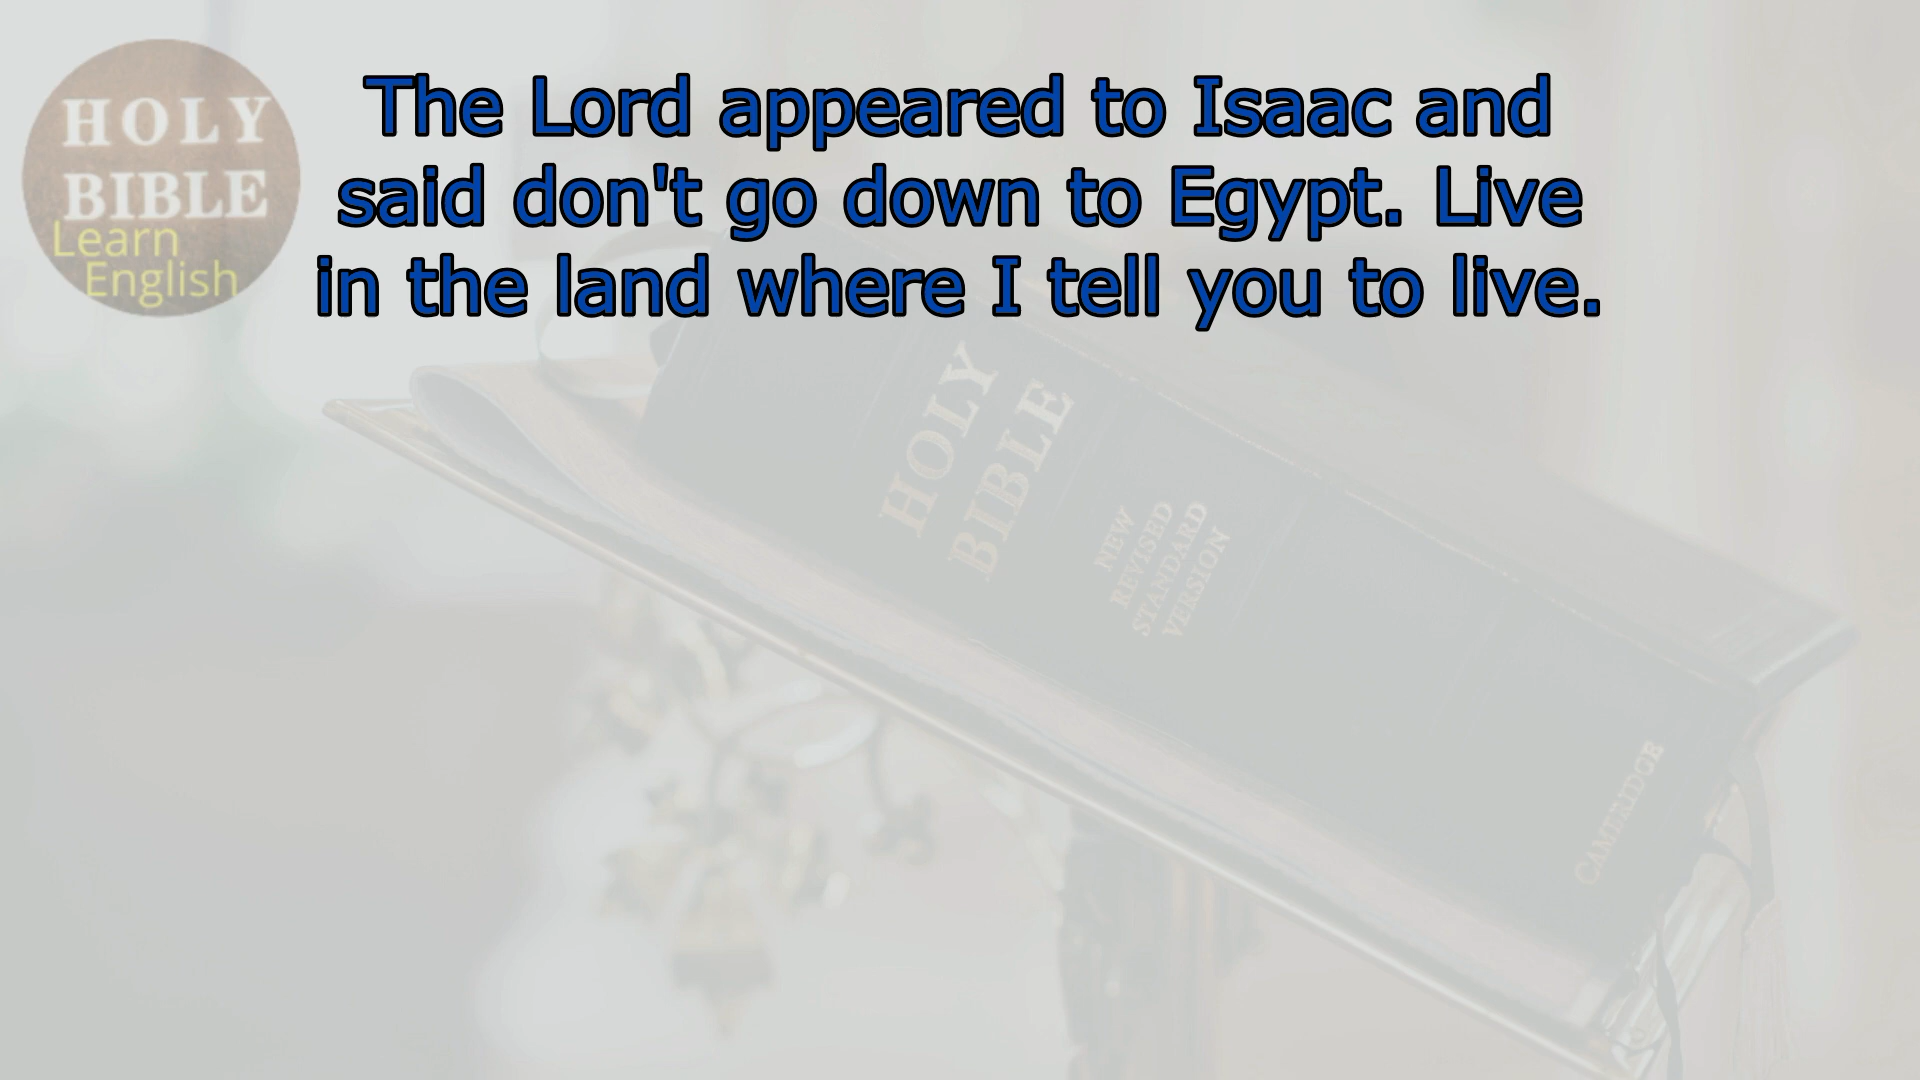 HOLY
BIBLE
Learn
English
The Lord appeared to Isaac and
said don't go down to Egypt. Live
in the land where I tell you to live.
HOLY
BIBLE
NEW
REVISED
STANDARD
VERSION
CAMBRIDGE